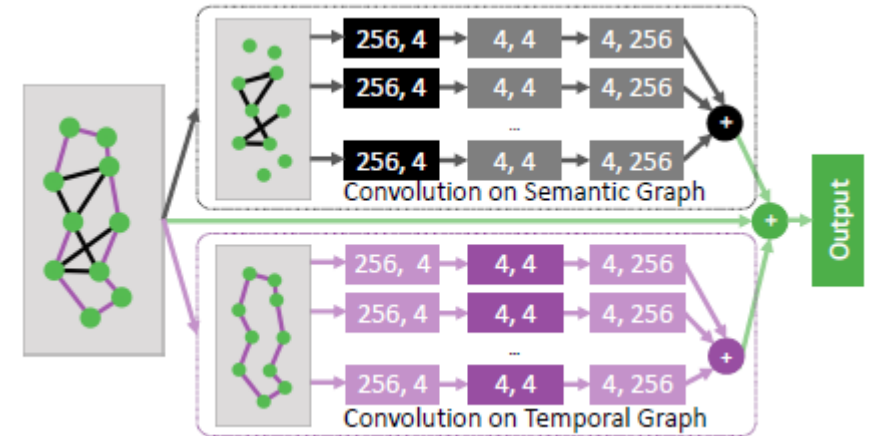 256, 4 4, 4 4, 256
256, 4 4, 4 4, 256
...
256, 4 4, 4 4, 256
Convolution on Semantic Graph
+
+
Output
256, 4 4, 4 4, 256
256, 4 4, 4 4, 256
...
256, 4 4, 4 4, 256
+
Convolution on Temporal Graph